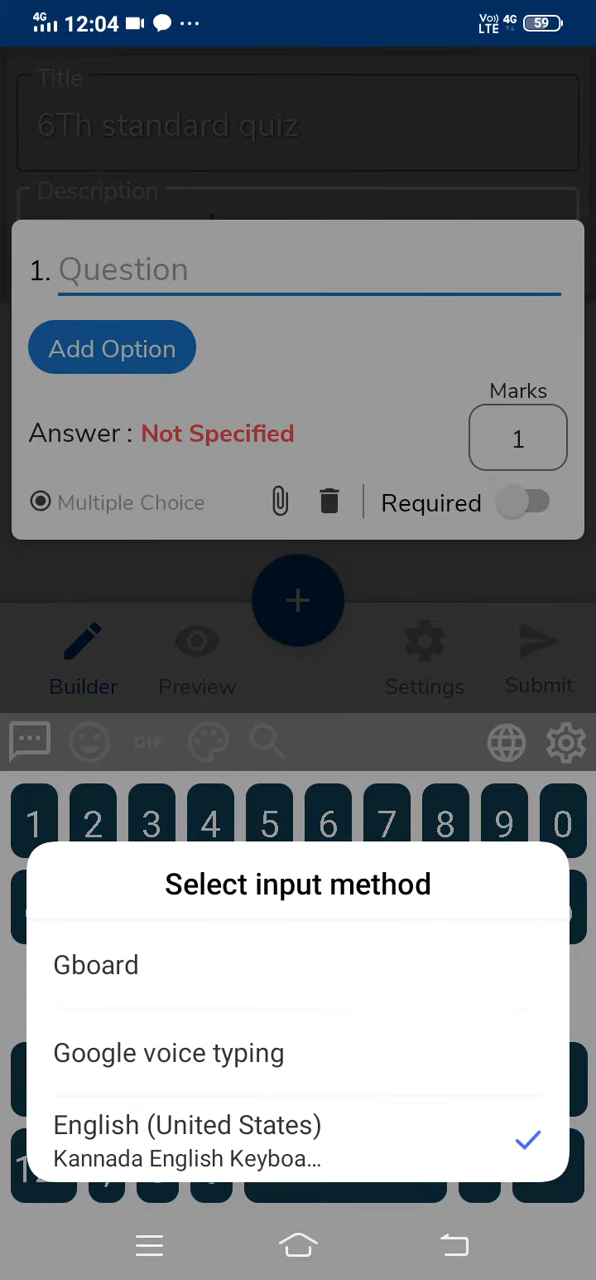 4G 12:04 ... Vo)) LTE 4G 59
Title
6Th standard quiz
Description
1. Question
Add Option
Marks
Answer : Not Specified
1
Multiple Choice
Required
+
Builder
Preview
Settings
Submit
GIF
1 2 3 4 5 6 7 8 9 0
Select input method
Gboard
Google voice typing
English (United States)
Kannada English Keyboa...